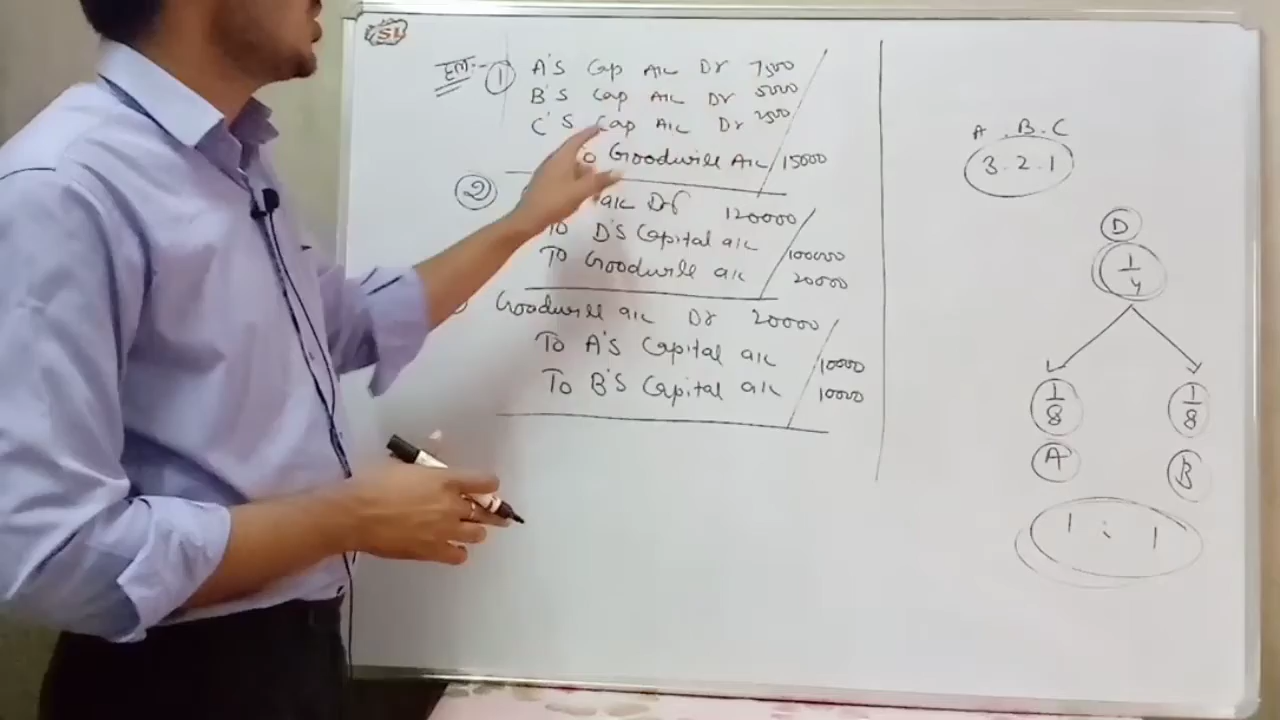 SL
①
A'S Cap A/c Dr 7500
B'S Cap A/c Dr 5000
C'S Cap A/c Dr 2500
To Goodwill A/c 15000
②
a/c Dr 120000
To D'S Capital a/c 100000
To Goodwill a/c 20000
Goodwill a/c Dr 20000
To A'S Capital a/c 10000
To B'S Capital a/c 10000
A . B . C
3 . 2 . 1
D
1/4
1/8 1/8
A B
1 : 1